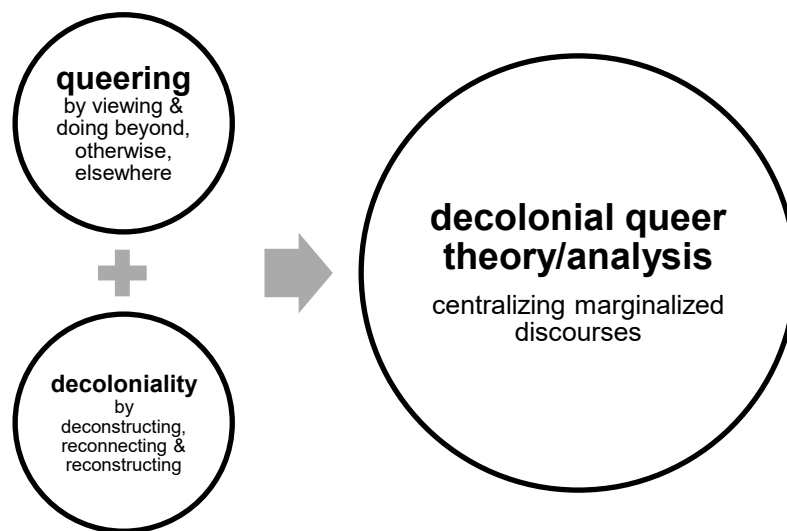 queering
by viewing &
doing beyond,
otherwise,
elsewhere
decoloniality
by
deconstructing,
reconnecting &
reconstructing
decolonial queer
theory/analysis
centralizing marginalized
discourses